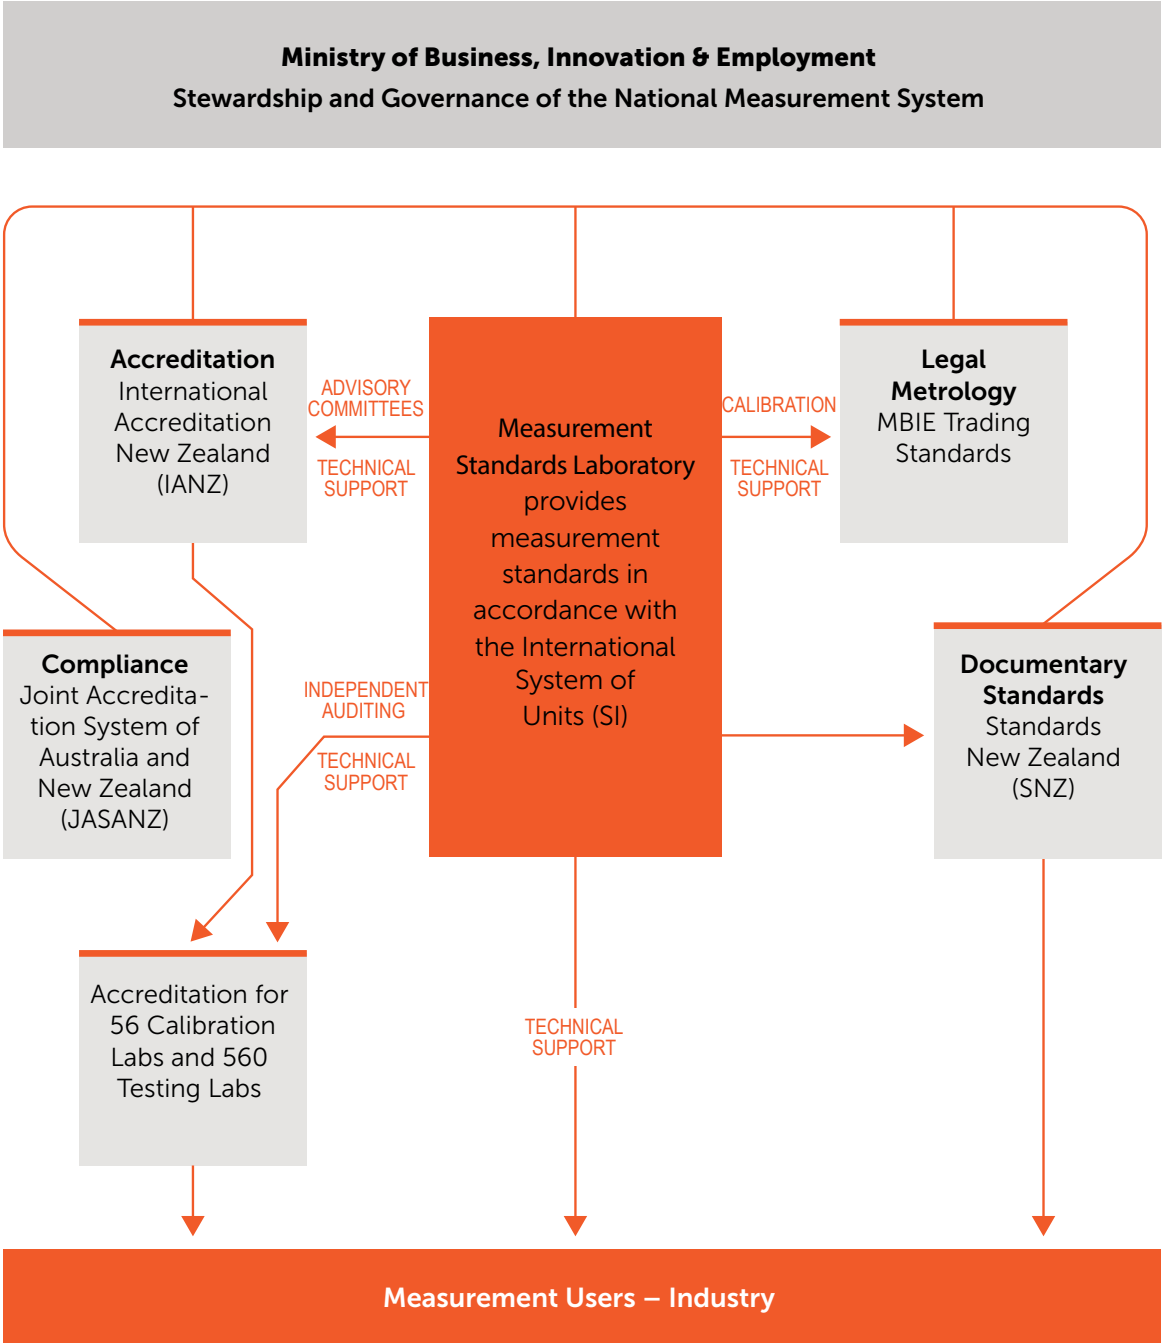 Ministry of Business, Innovation & Employment
Stewardship and Governance of the National Measurement System
Accreditation
International
Accreditation
New Zealand
(IANZ)
ADVISORY
COMMITTEES
TECHNICAL
SUPPORT
Measurement
Standards Laboratory
provides
measurement
standards in
accordance with
the International
System of
Units (SI)
CALIBRATION
TECHNICAL
SUPPORT
Legal
Metrology
MBIE Trading
Standards
Compliance
Joint Accredita-
tion System of
Australia and
New Zealand
(JASANZ)
INDEPENDENT
AUDITING
TECHNICAL
SUPPORT
Documentary
Standards
Standards
New Zealand
(SNZ)
Accreditation for
56 Calibration
Labs and 560
Testing Labs
TECHNICAL
SUPPORT
Measurement Users – Industry